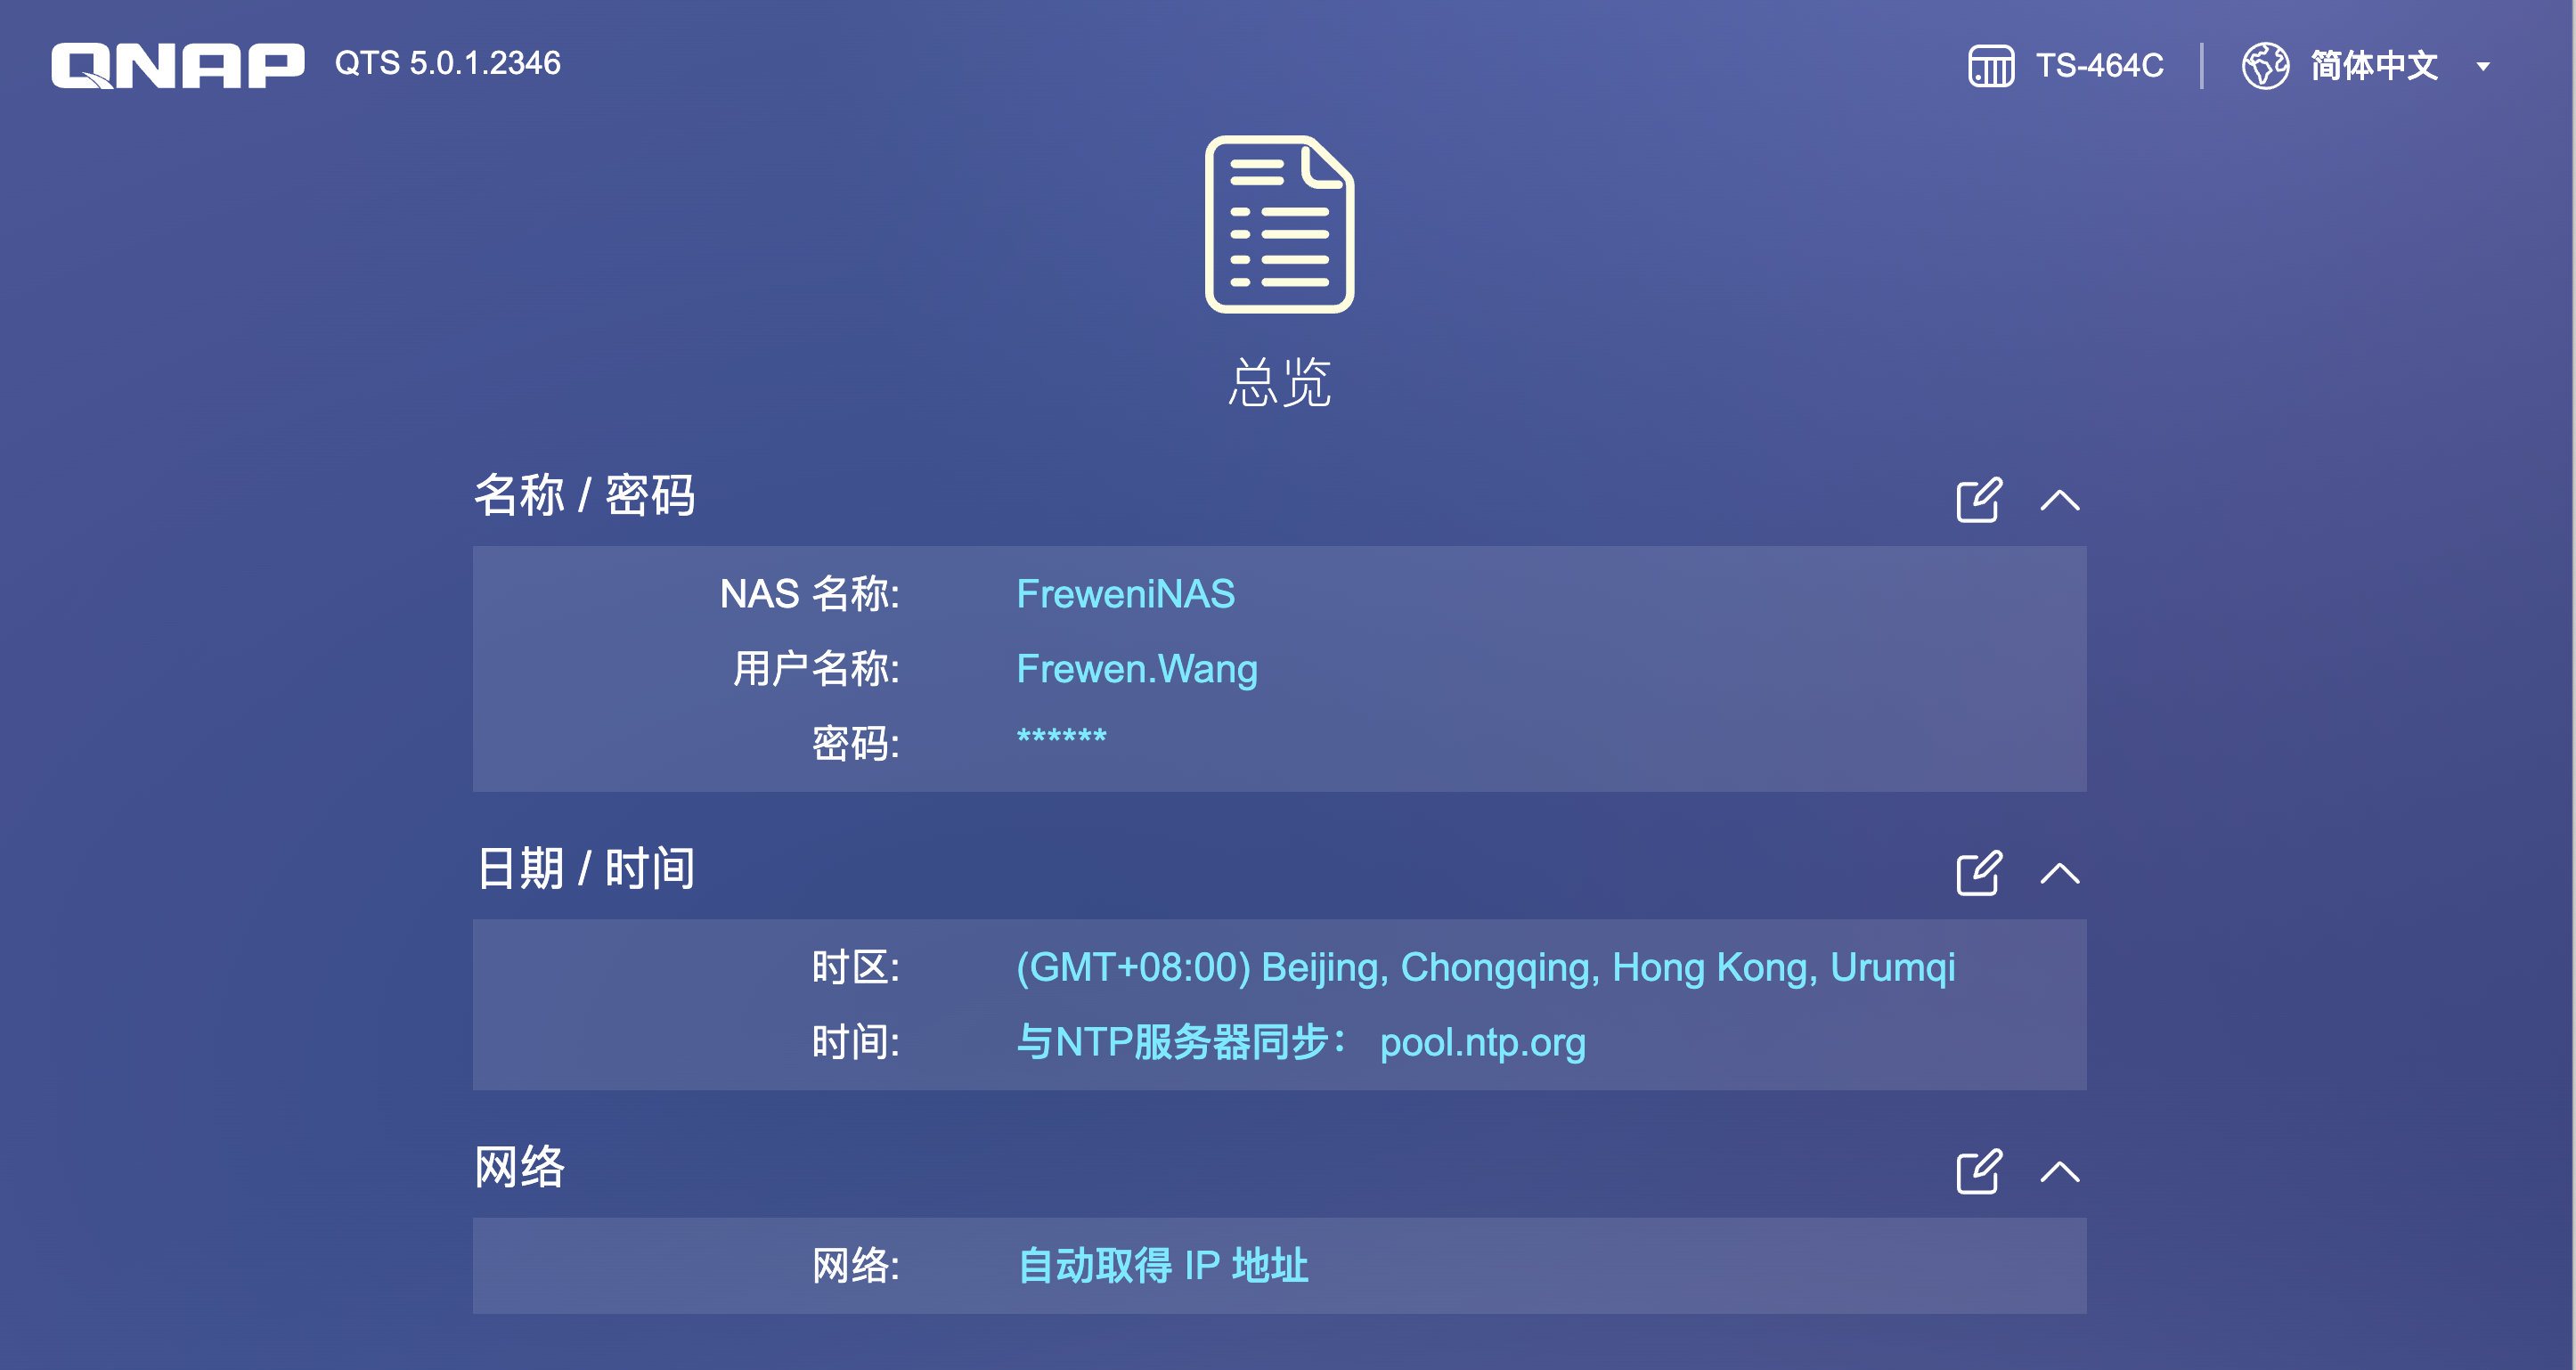 QNAP QTS 5.0.1.2346 TS-464C 简体中文
总览
名称 / 密码
NAS 名称: FreweniNAS
用户名称: Frewen.Wang
密码: ******
日期 / 时间
时区: (GMT+08:00) Beijing, Chongqing, Hong Kong, Urumqi
时间: 与NTP服务器同步： pool.ntp.org
网络
网络: 自动取得 IP 地址